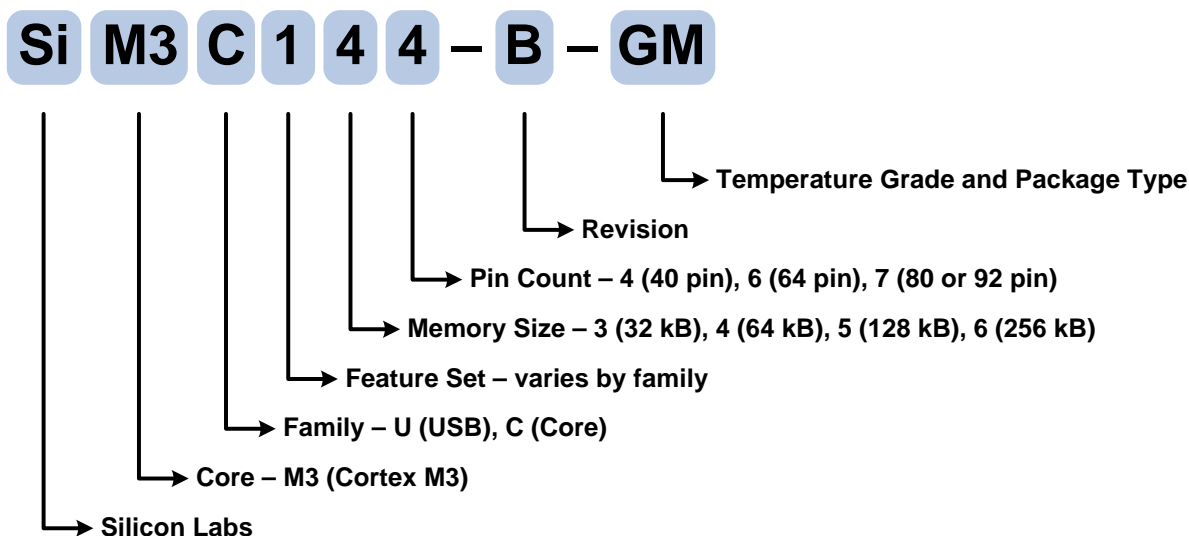 Si M3 C 1 4 4 – B – GM
Temperature Grade and Package Type
Revision
Pin Count – 4 (40 pin), 6 (64 pin), 7 (80 or 92 pin)
Memory Size – 3 (32 kB), 4 (64 kB), 5 (128 kB), 6 (256 kB)
Feature Set – varies by family
Family – U (USB), C (Core)
Core – M3 (Cortex M3)
Silicon Labs